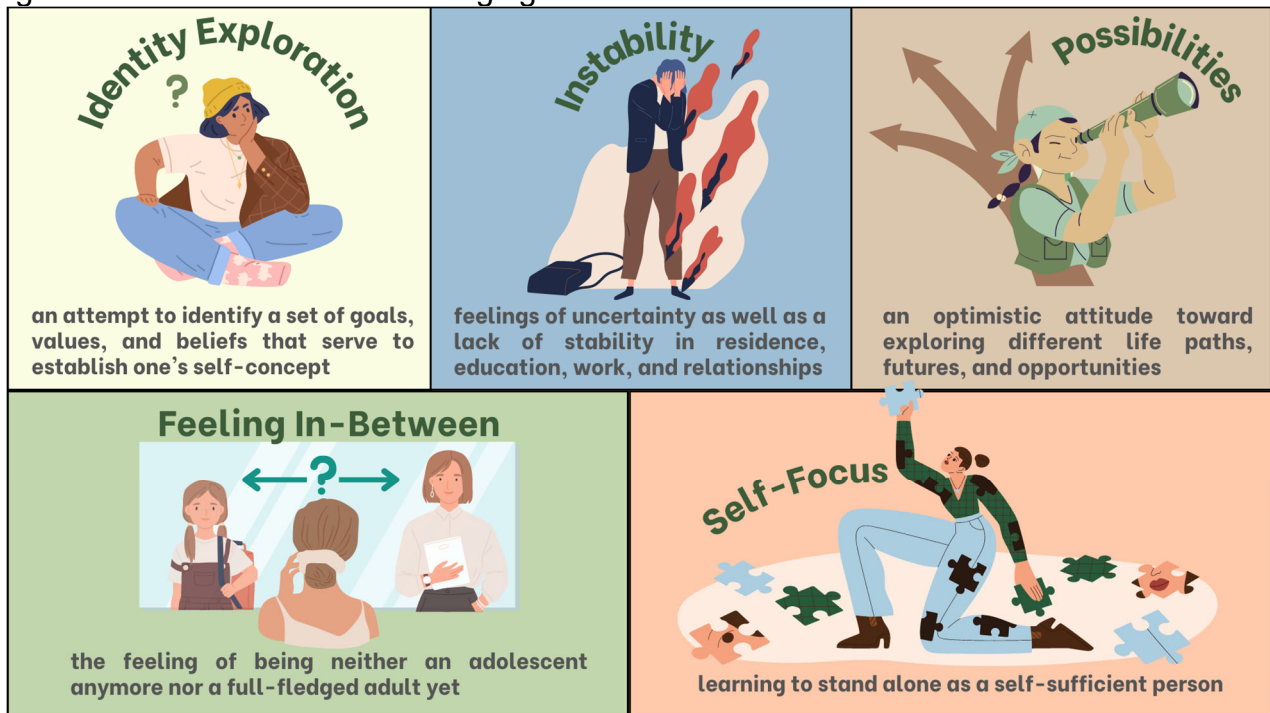 Identity Exploration
?
an attempt to identify a set of goals,
values, and beliefs that serve to
establish one's self-concept
Instability
feelings of uncertainty as well as a
lack of stability in residence,
education, work, and relationships
Possibilities
an optimistic attitude toward
exploring different life paths,
futures, and opportunities
Feeling In-Between
?
the feeling of being neither an adolescent
anymore nor a full-fledged adult yet
Self-Focus
learning to stand alone as a self-sufficient person